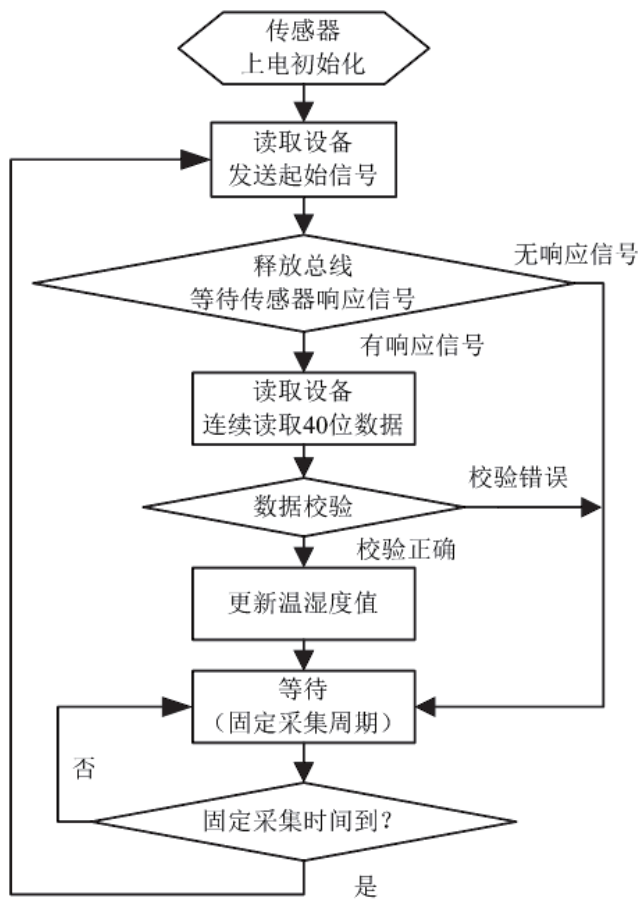 传感器
上电初始化
读取设备
发送起始信号
无响应信号
释放总线
等待传感器响应信号
有响应信号
读取设备
连续读取40位数据
校验错误
数据校验
校验正确
更新温湿度值
等待
（固定采集周期）
否
固定采集时间到?
是